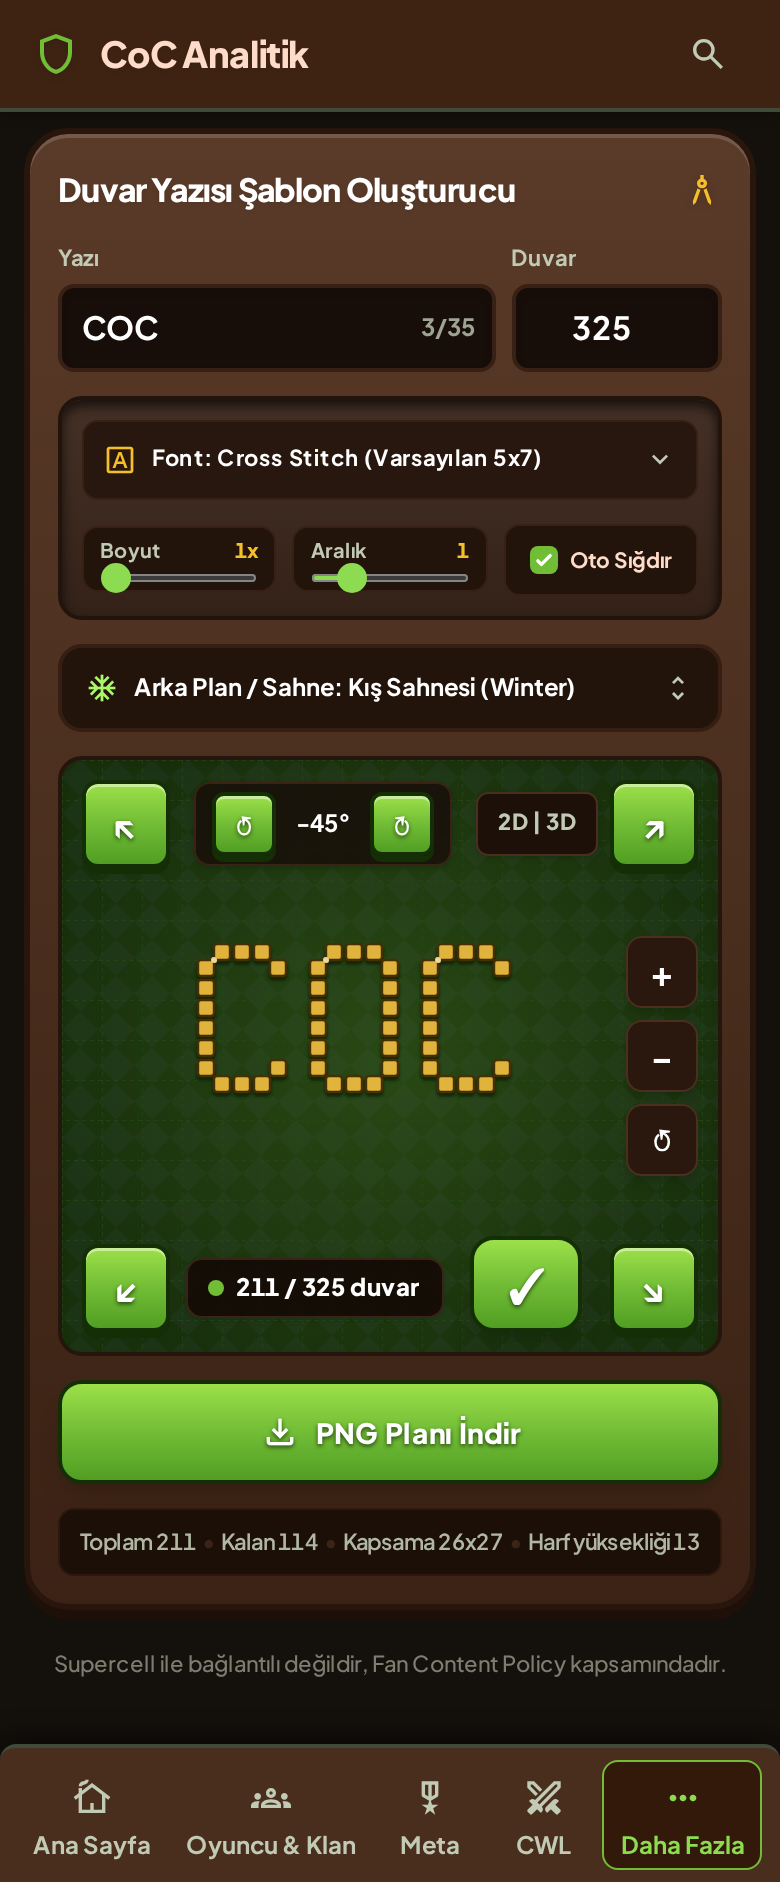 CoC Analitik
Duvar Yazısı Şablon Oluşturucu
Yazı
Duvar
COC
3/35
325
A
Font: Cross Stitch (Varsayılan 5x7)
Boyut
1x
Aralık
1
Oto Sığdır
Arka Plan / Sahne: Kış Sahnesi (Winter)
-45°
2D | 3D
COC
+
−
211 / 325 duvar
PNG Planı İndir
Toplam 211 • Kalan 114 • Kapsama 26x27 • Harf yüksekliği 13
Supercell ile bağlantılı değildir, Fan Content Policy kapsamındadır.
Ana Sayfa
Oyuncu & Klan
Meta
CWL
Daha Fazla